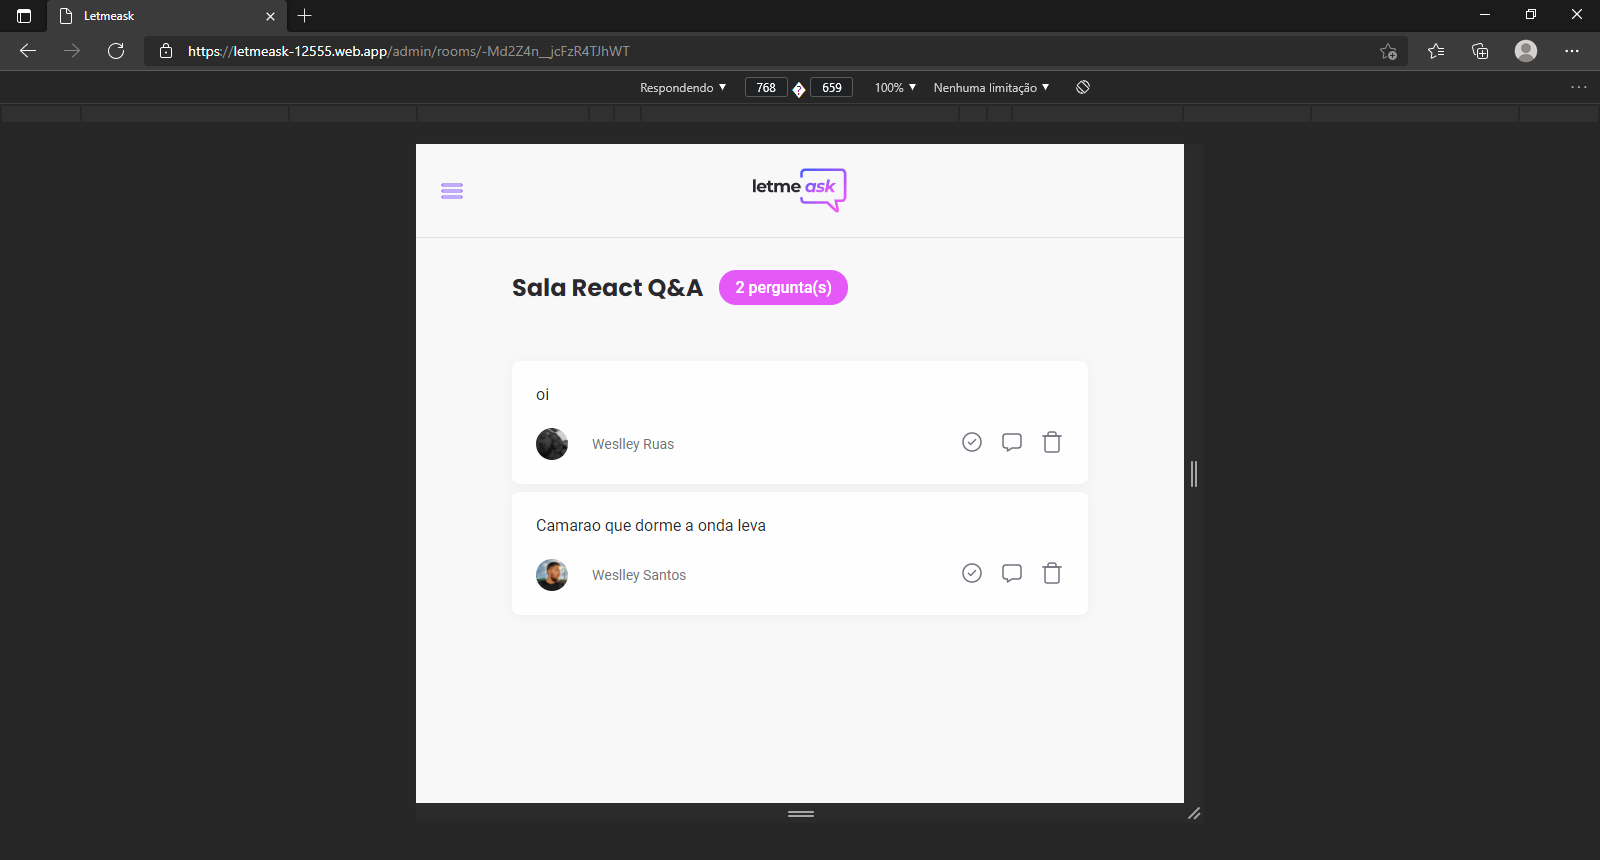 Letmeask
https://letmeask-12555.web.app/admin/rooms/-Md2Z4n__jcFzR4TJhWT
Respondendo 768 659 100% Nenhuma limitação
letme ask
Sala React Q&A 2 pergunta(s)
oi
Weslley Ruas
Camarao que dorme a onda leva
Weslley Santos